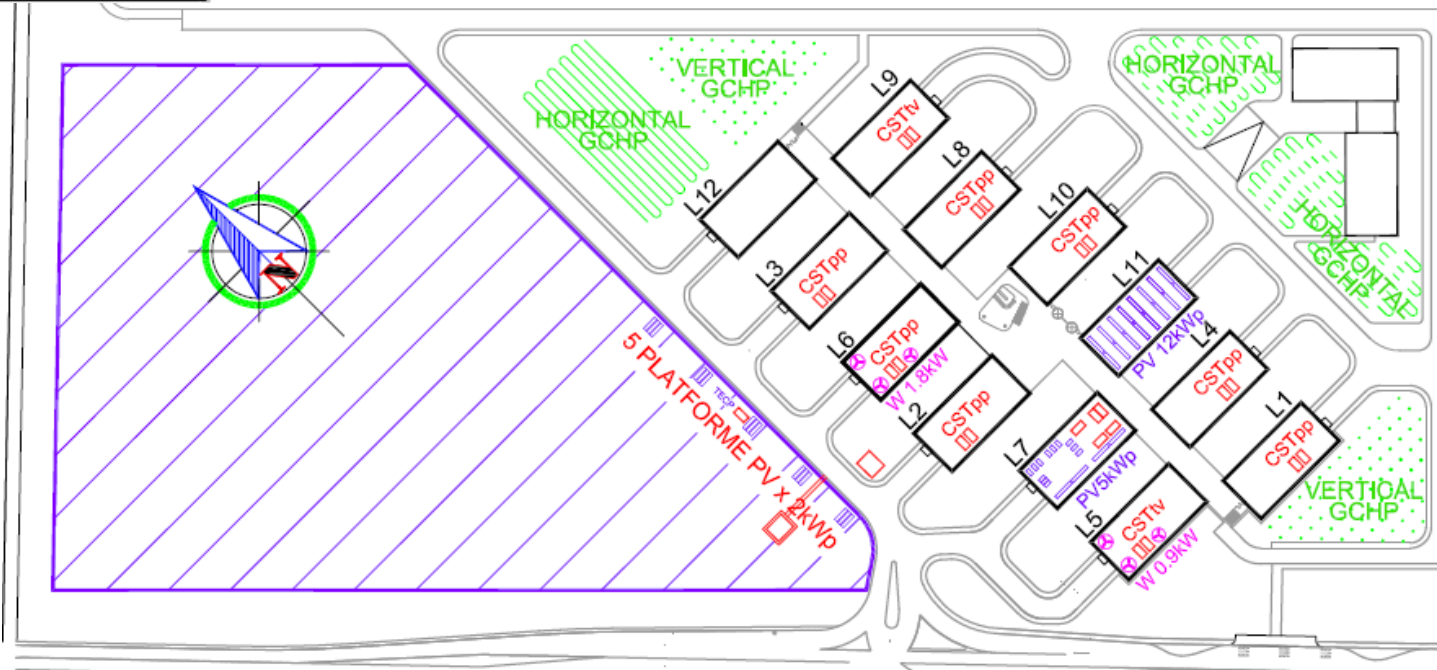 VERTICAL
GCHP
HORIZONTAL
GCHP
HORIZONTAL
GCHP
HORIZONTAL
GCHP
L9
CSTtv
L8
CSTpp
L12
L10
CSTpp
L3
CSTpp
L11
PV 12kWp
N
L6
CSTpp
W 1.8kW
L4
CSTpp
5 PLATFORME PV x 2kWp
TECP
L2
CSTpp
L1
CSTpp
L7
PV5kWp
L5
CSTtv
W 0.9kW
VERTICAL
GCHP